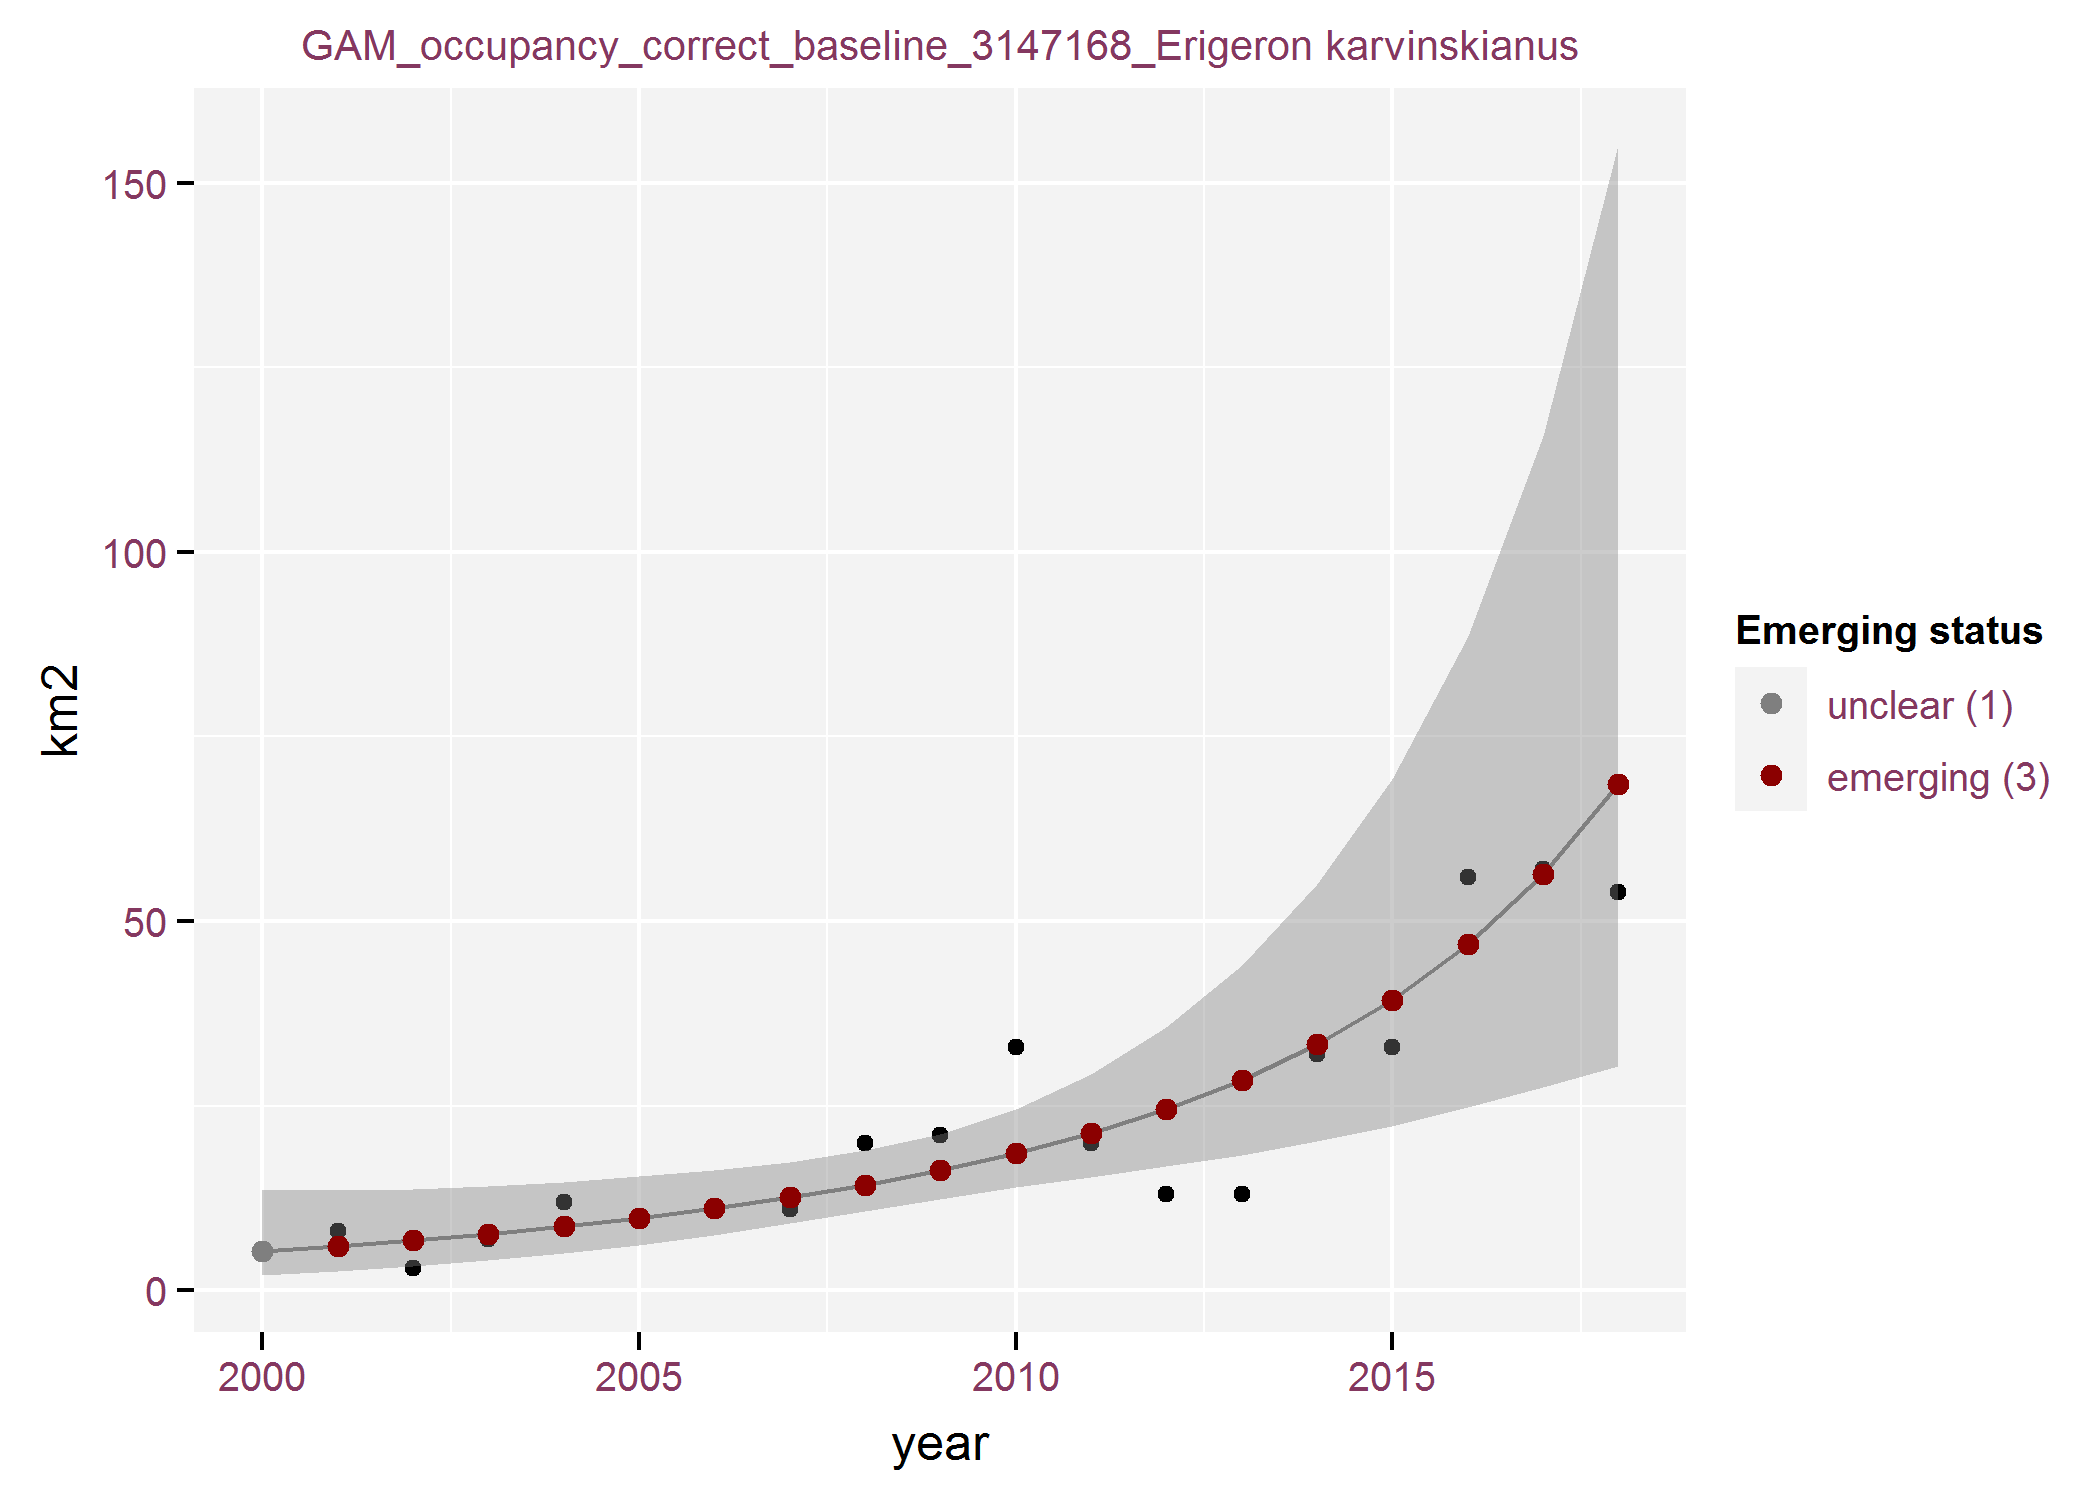 GAM_occupancy_correct_baseline_3147168_Erigeron karvinskianus
150
100
50
0
km2
2000 2005 2010 2015
year
Emerging status
unclear (1)
emerging (3)